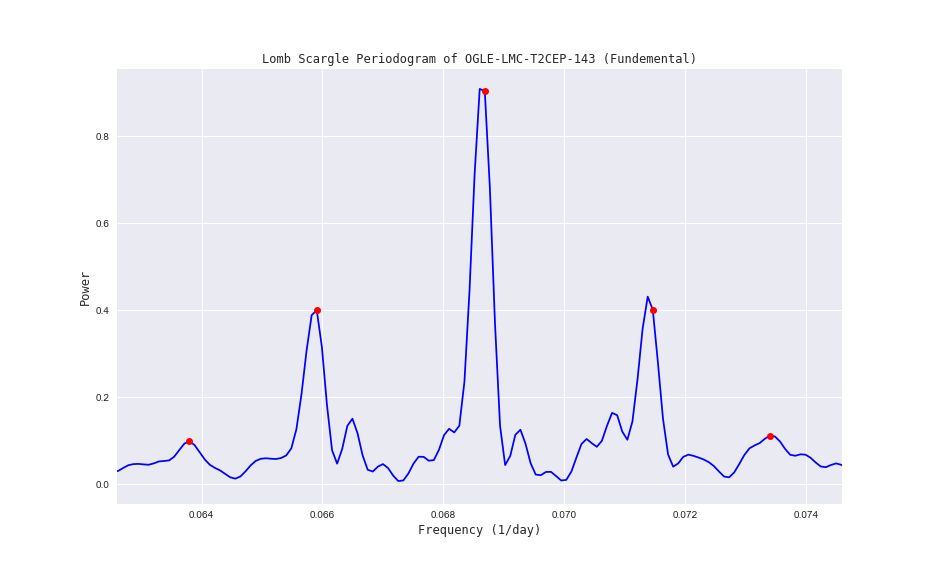 Lomb Scargle Periodogram of OGLE-LMC-T2CEP-143 (Fundemental)
0.8
0.6
0.4
0.2
0.0
Power
0.064 0.066 0.068 0.070 0.072 0.074
Frequency (1/day)